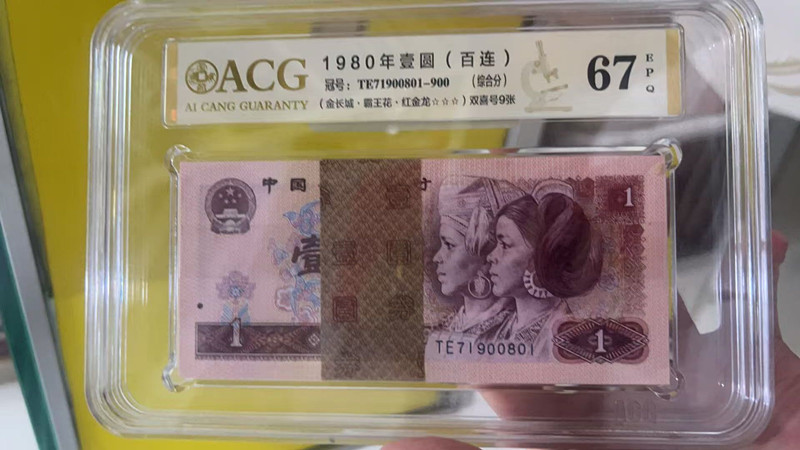 ACG
AI CANG GUARANTY
1980年壹圆（百连）
冠号：TE71900801-900 （综合分）
（金长城·霸王花·红金龙☆☆☆）双喜号9张
67
EPQ
中国
1
壹
1
TE71900801
1